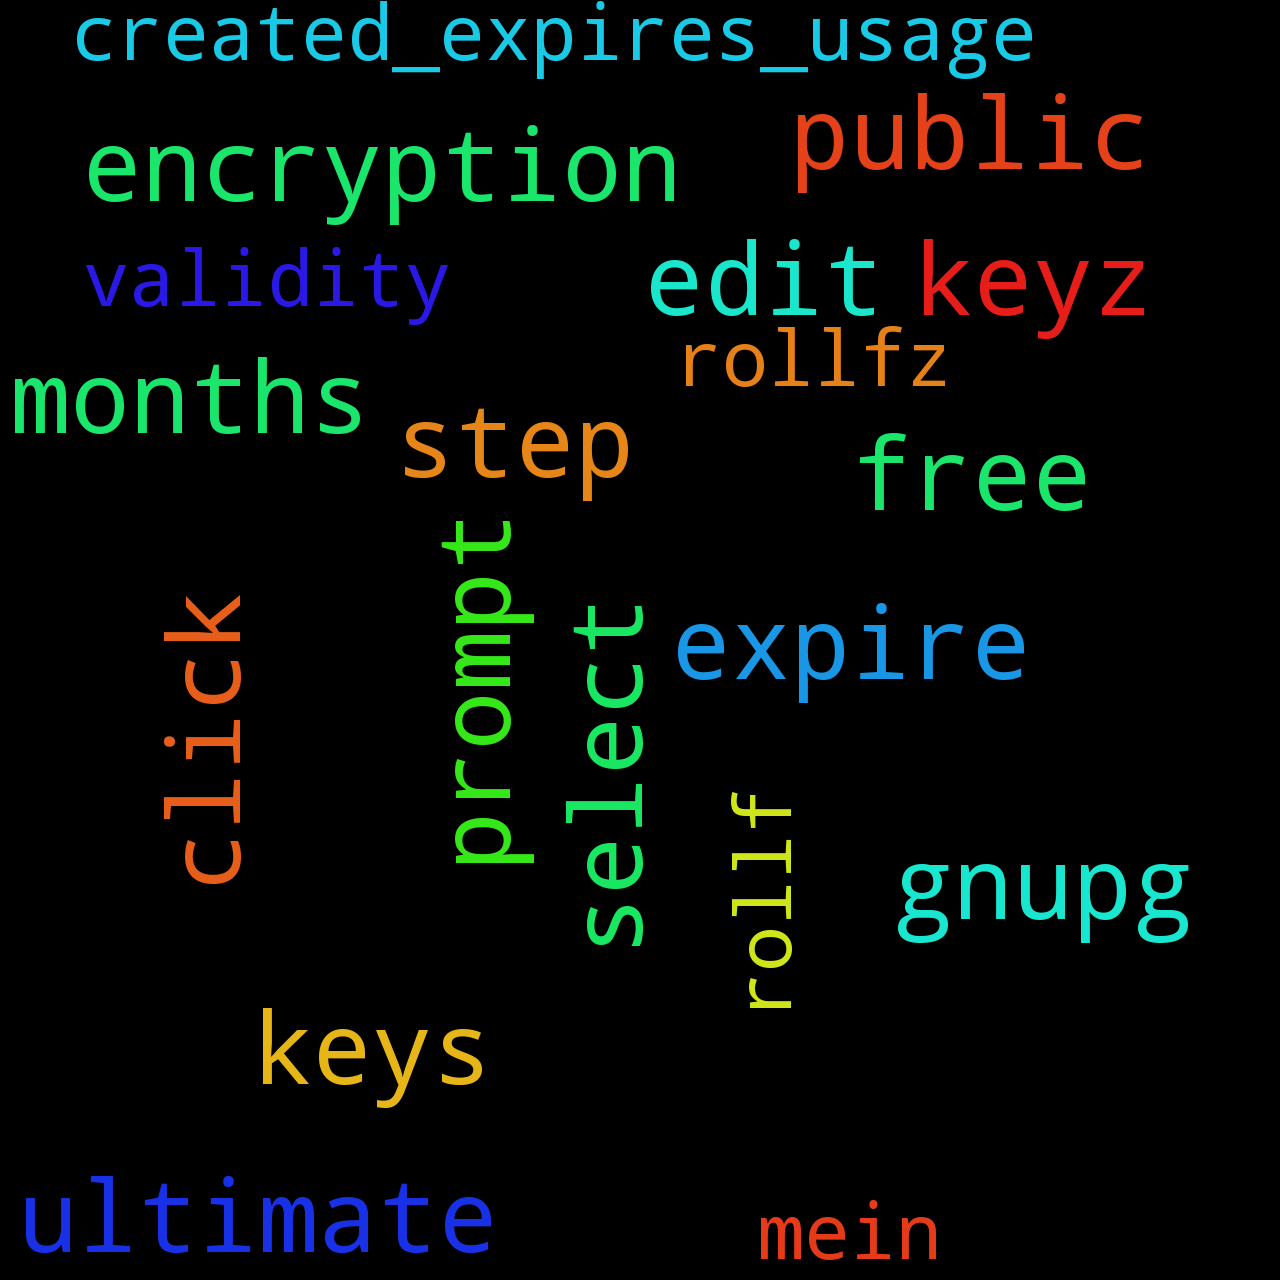 created_expires_usage
public
encryption
validity
edit
keyz
rollfz
months
step
free
prompt
click
select
expire
rollf
gnupg
keys
ultimate
mein